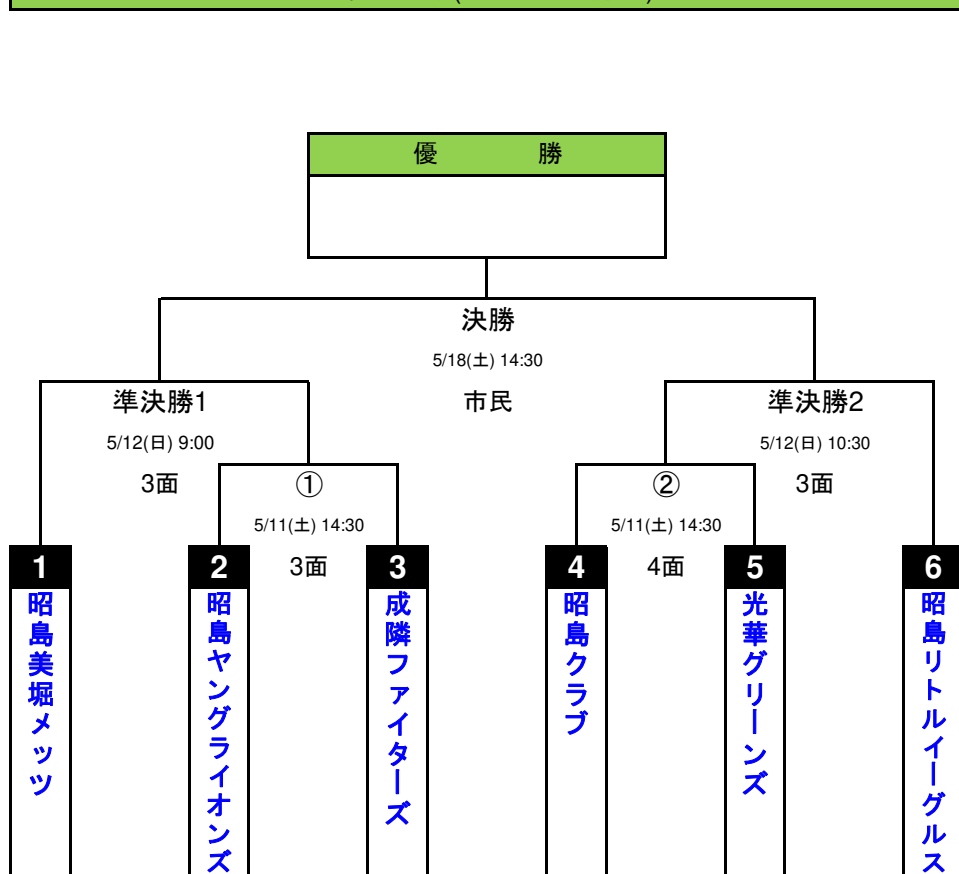 優 勝
決勝
5/18(土) 14:30
市民
準決勝1
5/12(日) 9:00
3面
準決勝2
5/12(日) 10:30
3面
①
5/11(土) 14:30
3面
②
5/11(土) 14:30
4面
1
昭島美堀メッツ
2
昭島ヤングライオンズ
3
成隣ファイターズ
4
昭島クラブ
5
光華グリーンズ
6
昭島リトルイーグルス